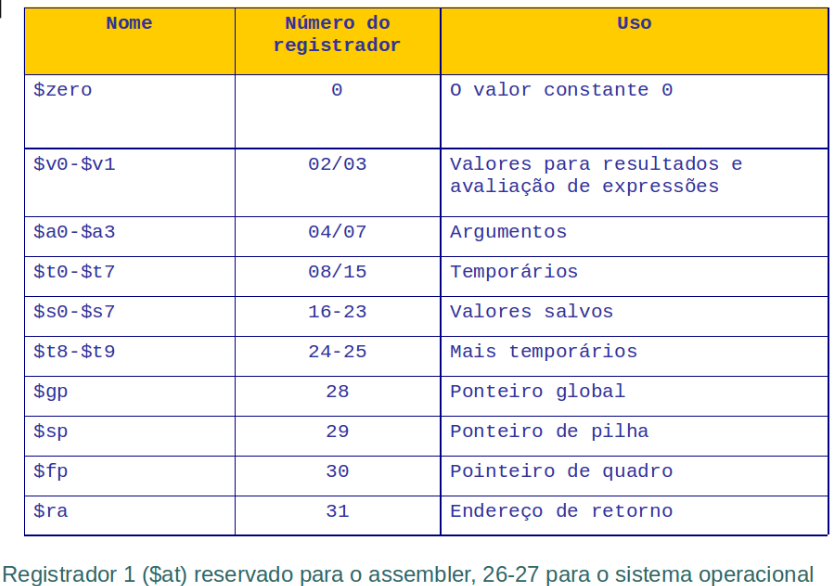 Nome Número do registrador Uso
$zero 0 O valor constante 0
$v0-$v1 02/03 Valores para resultados e
avaliação de expressões
$a0-$a3 04/07 Argumentos
$t0-$t7 08/15 Temporários
$s0-$s7 16-23 Valores salvos
$t8-$t9 24-25 Mais temporários
$gp 28 Ponteiro global
$sp 29 Ponteiro de pilha
$fp 30 Pointeiro de quadro
$ra 31 Endereço de retorno
Registrador 1 ($at) reservado para o assembler, 26-27 para o sistema operacional